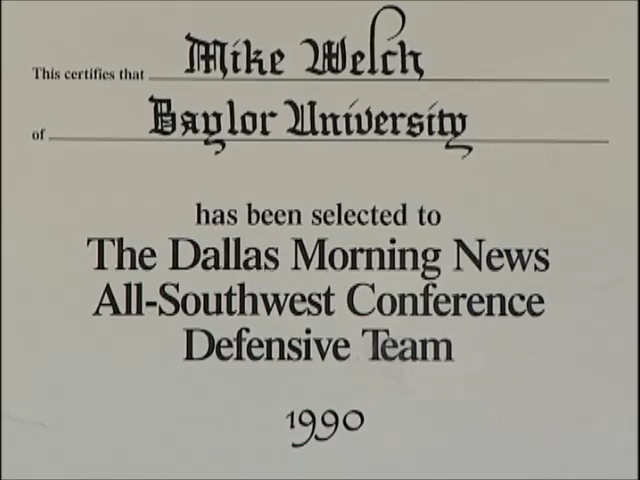 This certifies that Mike Welch
of Baylor University
has been selected to
The Dallas Morning News
All-Southwest Conference
Defensive Team
1990